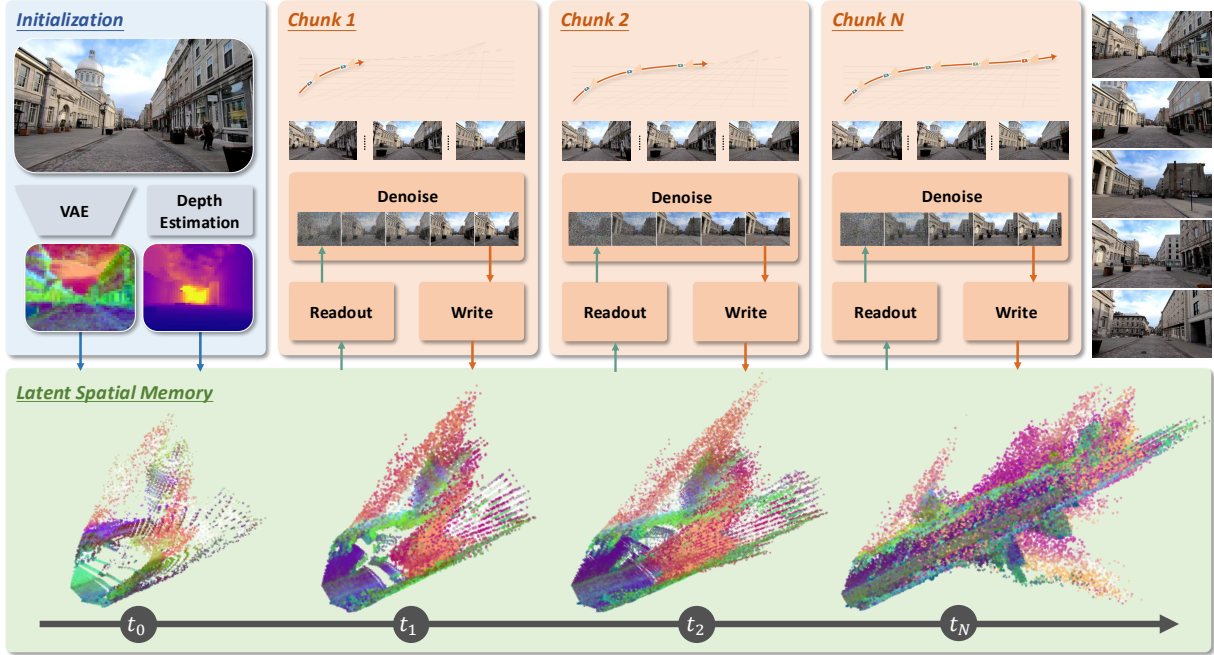 Initialization
VAE
Depth
Estimation
Chunk 1
Denoise
Readout
Write
Chunk 2
Denoise
Readout
Write
Chunk N
Denoise
Readout
Write
Latent Spatial Memory
t₀
t₁
t₂
t_N